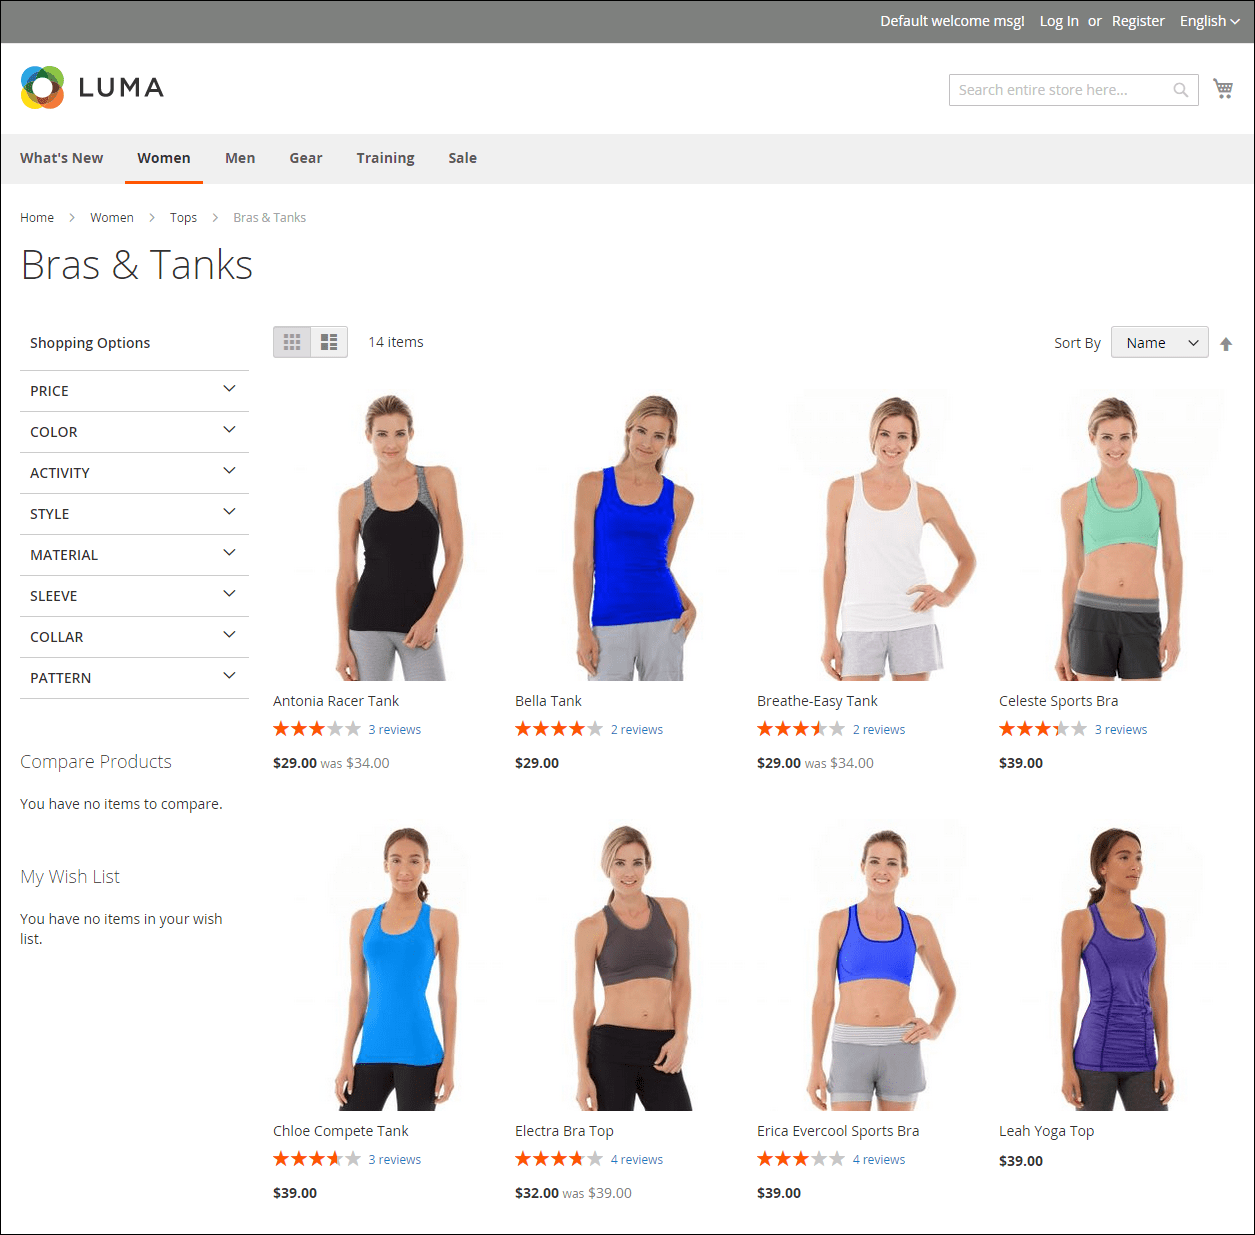 Default welcome msg! Log In or Register English
LUMA
Search entire store here...
What's New Women Men Gear Training Sale
Home Women Tops Bras & Tanks
Bras & Tanks
Shopping Options
14 items
Sort By Name
PRICE
COLOR
ACTIVITY
STYLE
MATERIAL
SLEEVE
COLLAR
PATTERN
Compare Products
You have no items to compare.
My Wish List
You have no items in your wish
list.
Antonia Racer Tank
3 reviews
$29.00 was $34.00
Bella Tank
2 reviews
$29.00
Breathe-Easy Tank
2 reviews
$29.00 was $34.00
Celeste Sports Bra
3 reviews
$39.00
Chloe Compete Tank
3 reviews
$39.00
Electra Bra Top
4 reviews
$32.00 was $39.00
Erica Evercool Sports Bra
4 reviews
$39.00
Leah Yoga Top
$39.00